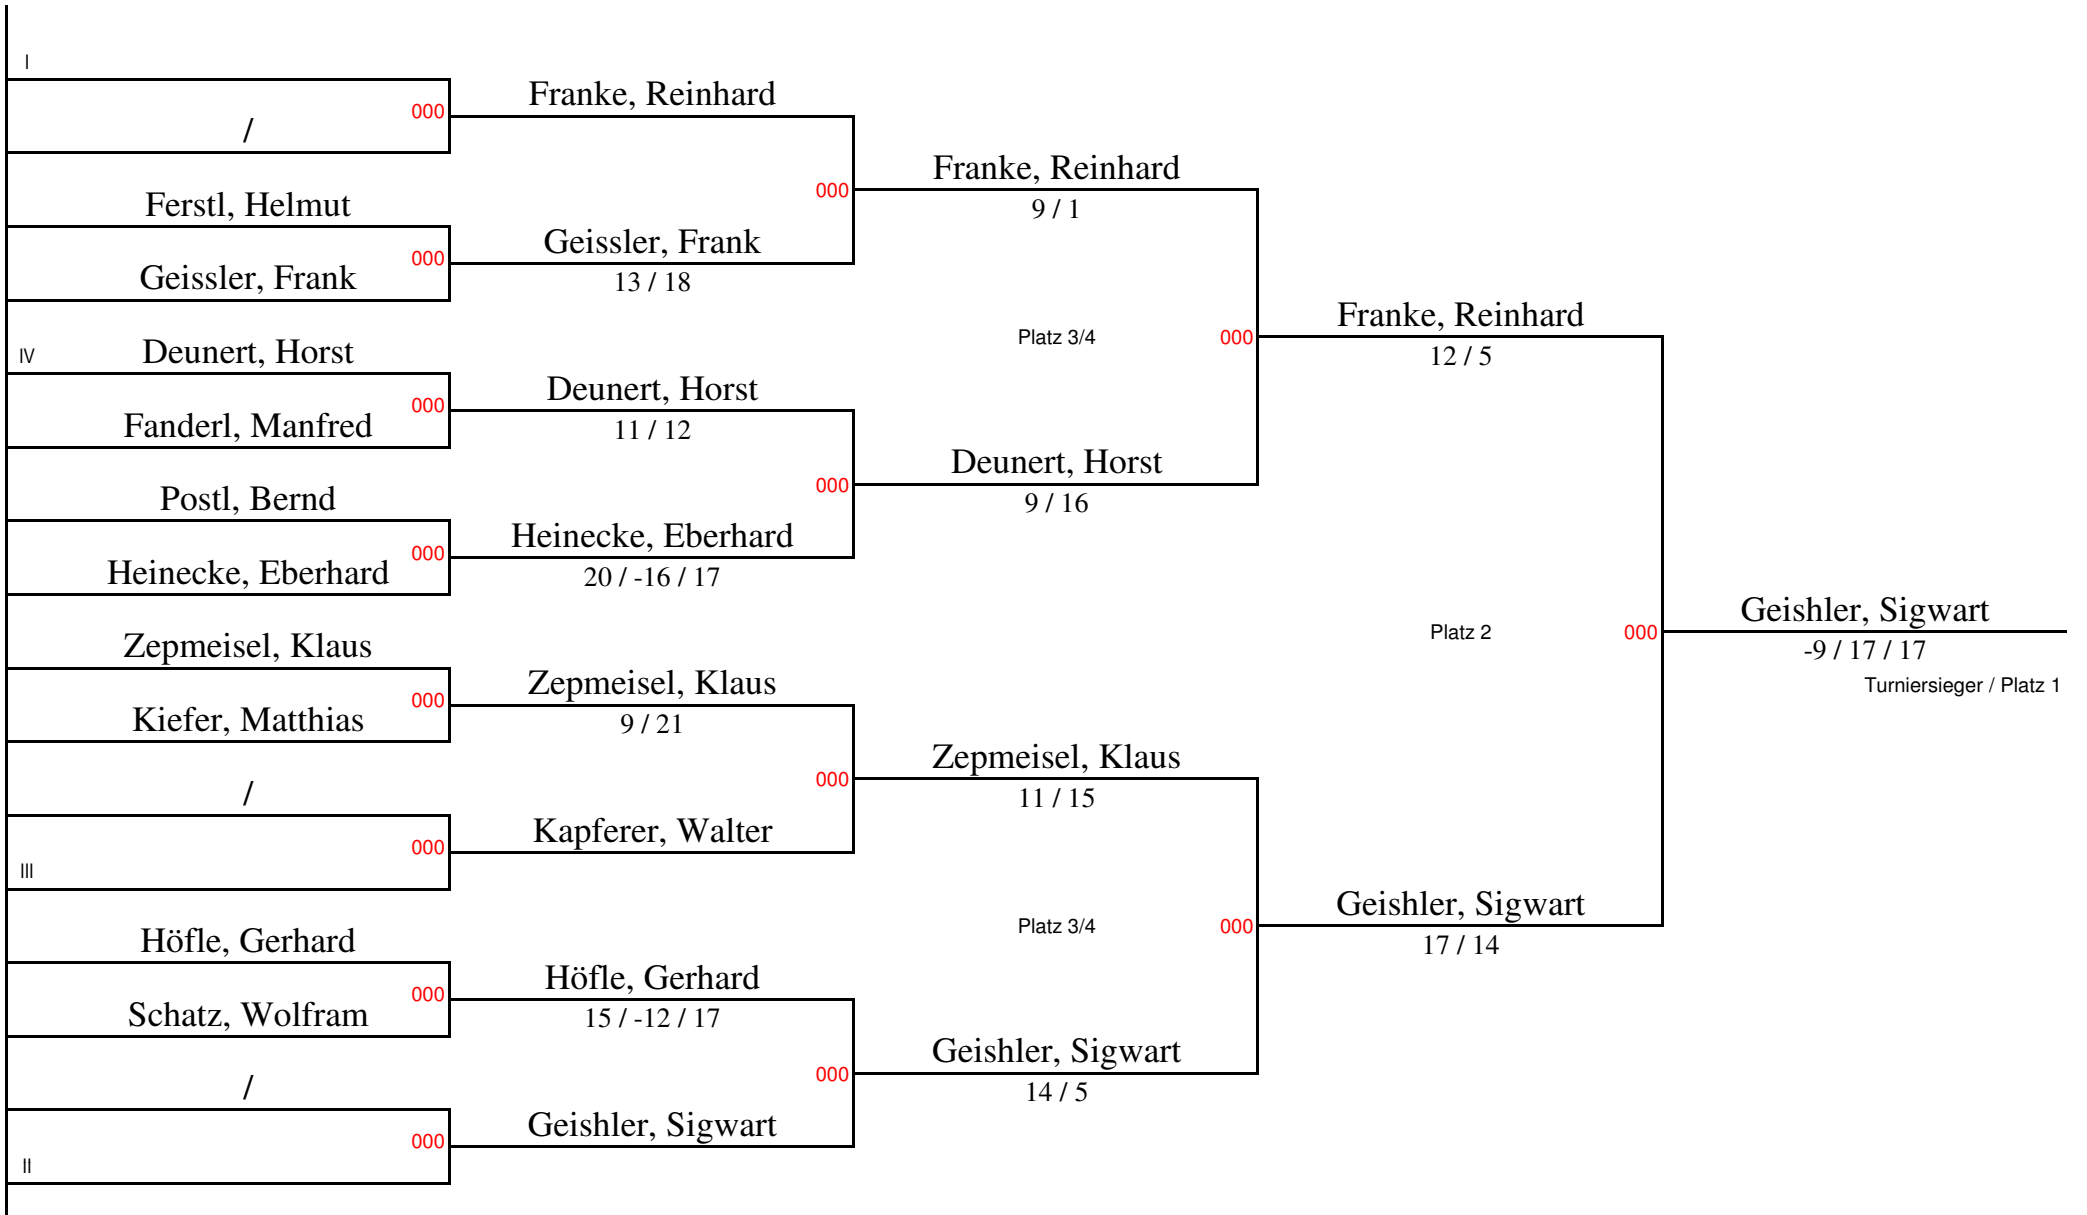 I
/
000
Franke, Reinhard
Ferstl, Helmut
Geissler, Frank
000
Geissler, Frank
13 / 18
000
Franke, Reinhard
9 / 1
IV
Deunert, Horst
Fanderl, Manfred
000
Deunert, Horst
11 / 12
Postl, Bernd
Heinecke, Eberhard
000
Heinecke, Eberhard
20 / -16 / 17
000
Deunert, Horst
9 / 16
Platz 3/4
000
Franke, Reinhard
12 / 5
Zepmeisel, Klaus
Kiefer, Matthias
000
Zepmeisel, Klaus
9 / 21
/
III
000
Kapferer, Walter
000
Zepmeisel, Klaus
11 / 15
Höfle, Gerhard
Schatz, Wolfram
000
Höfle, Gerhard
15 / -12 / 17
/
II
000
Geishler, Sigwart
000
Geishler, Sigwart
14 / 5
Platz 3/4
000
Geishler, Sigwart
17 / 14
Platz 2
000
Geishler, Sigwart
-9 / 17 / 17
Turniersieger / Platz 1